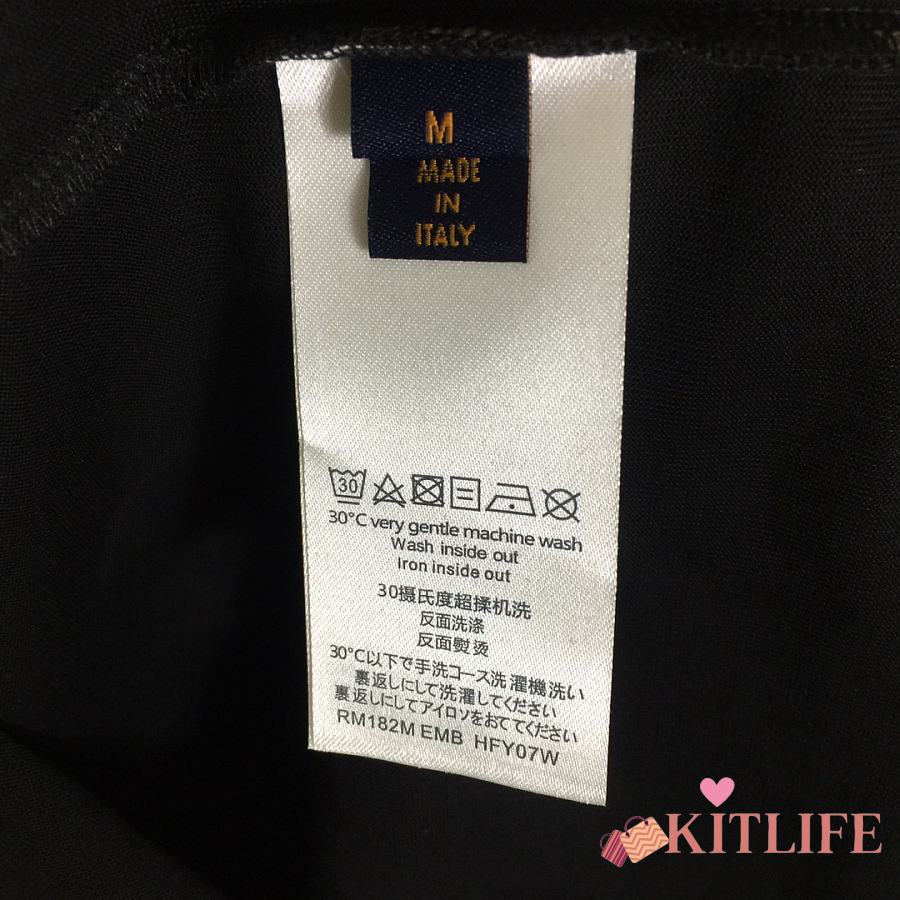 M
MADE
IN
ITALY
30
30°C very gentle machine wash
Wash inside out
Iron inside out
30摄氏度超揉机洗
反面洗涤
反面熨烫
30°C以下で手洗コース洗濯機洗い
裏返しにして洗濯してください
裏返しにしてアイロソをおててください
RM182M EMB HFY07W
KITLIFE